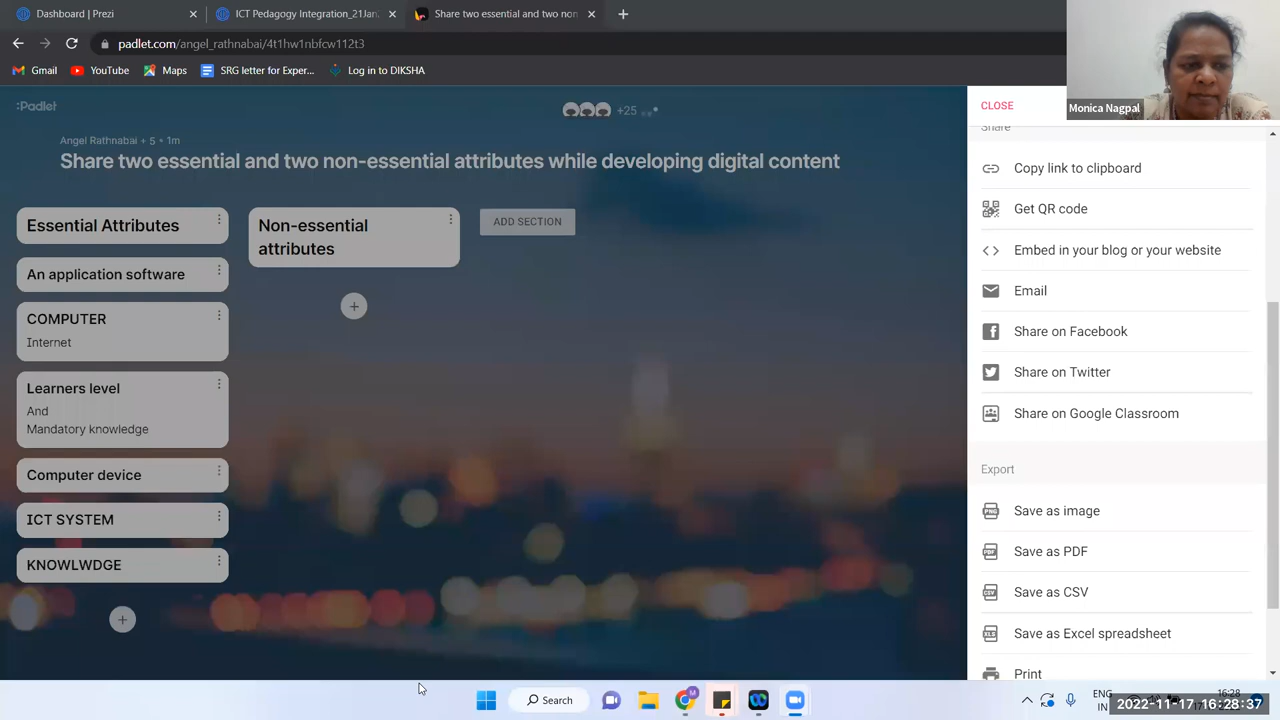 Dashboard | Prezi
ICT Pedagogy Integration_21Jan
Share two essential and two non
padlet.com/angel_rathnabai/4t1hw1nbfcw112t3
Gmail
YouTube
Maps
SRG letter for Exper...
Log in to DIKSHA
Monica Nagpal
:Padlet
+25
Angel Rathnabai + 5 • 1m
Share two essential and two non-essential attributes while developing digital content
Essential Attributes
An application software
COMPUTER
Internet
Learners level
And
Mandatory knowledge
Computer device
ICT SYSTEM
KNOWLWDGE
Non-essential
attributes
ADD SECTION
CLOSE
Share
Copy link to clipboard
Get QR code
Embed in your blog or your website
Email
Share on Facebook
Share on Twitter
Share on Google Classroom
Export
PNG
Save as image
PDF
Save as PDF
CSV
Save as CSV
XLS
Save as Excel spreadsheet
Print
Search
ENG
IN
16:28
2022-11-17 16:28:37